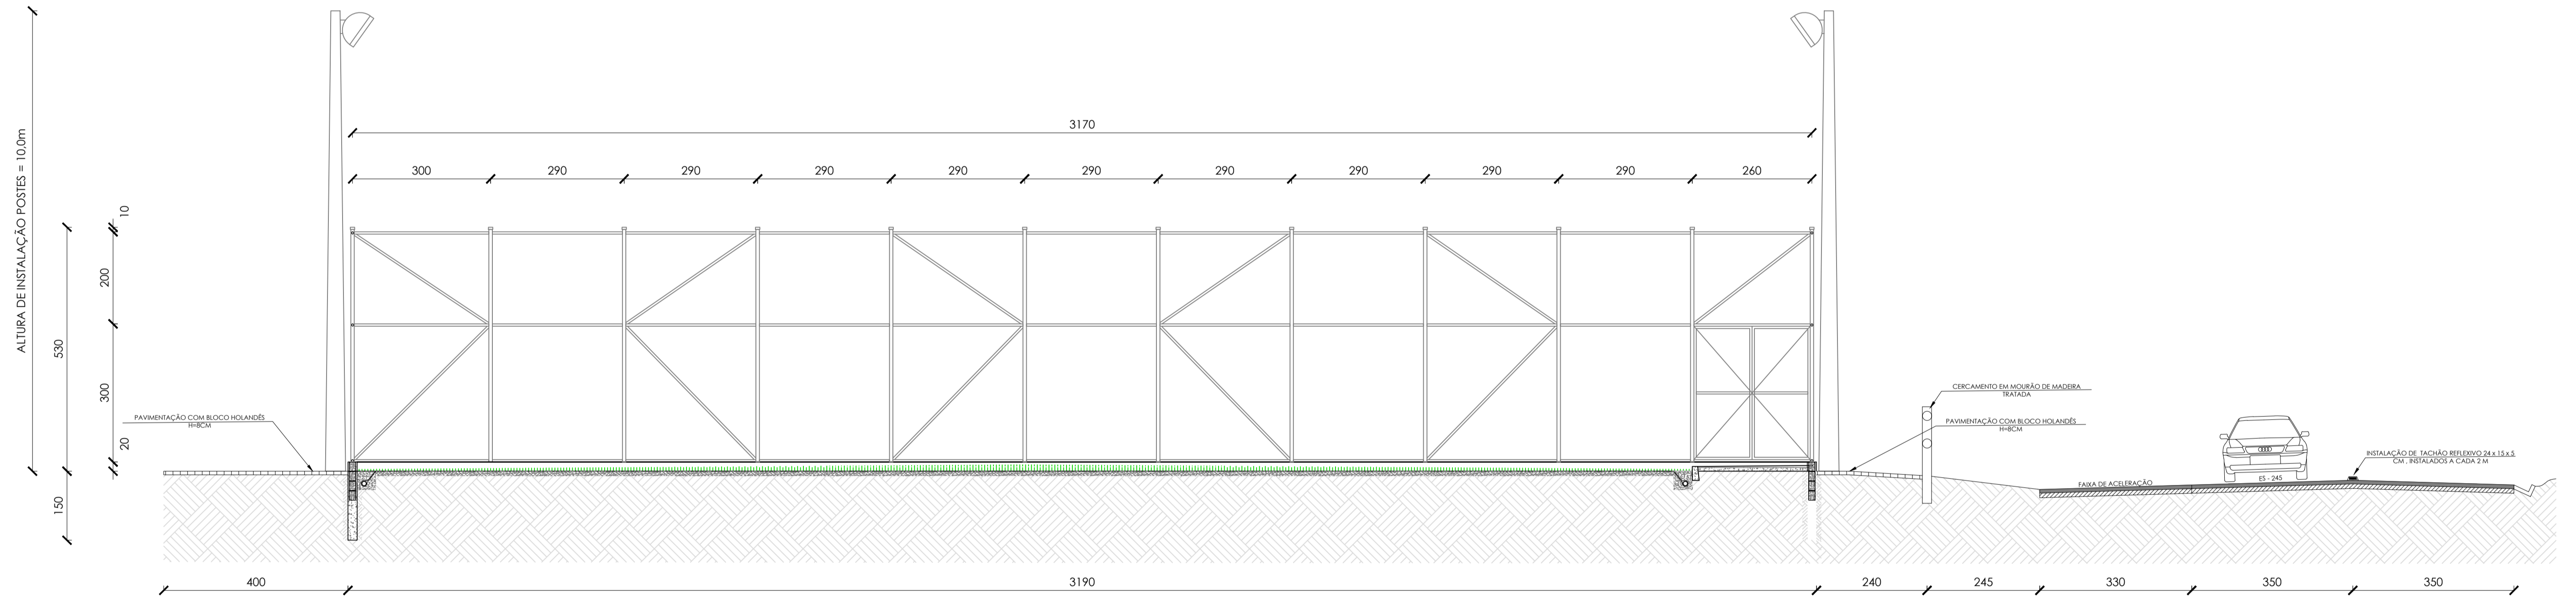 ALTURA DE INSTALAÇÃO POSTES = 10,0m
3170
300
290
290
290
290
290
290
290
290
290
260
10
200
530
300
20
150
PAVIMENTAÇÃO COM BLOCO HOLANDÊS
H=8CM
CERCAMENTO EM MOURÃO DE MADEIRA
TRATADA
PAVIMENTAÇÃO COM BLOCO HOLANDÊS
H=8CM
INSTALAÇÃO DE TACHÃO REFLEXIVO 24 x 15 x 5
CM , INSTALADOS A CADA 2 M
FAIXA DE ACELERAÇÃO
ES - 245
400
3190
240
245
330
350
350